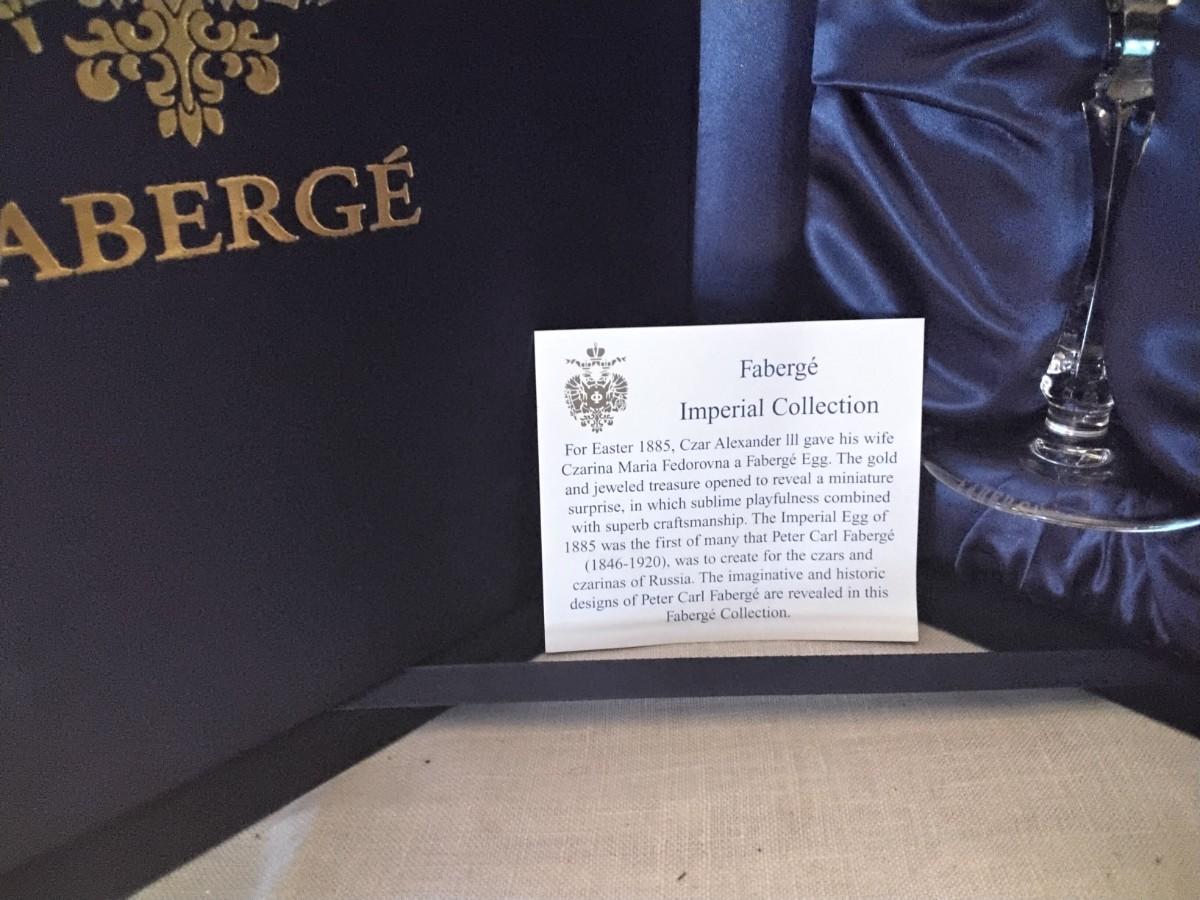 ABERGÉ
Fabergé
Imperial Collection
For Easter 1885, Czar Alexander lll gave his wife
Czarina Maria Fedorovna a Fabergé Egg. The gold
and jeweled treasure opened to reveal a miniature
surprise, in which sublime playfulness combined
with superb craftsmanship. The Imperial Egg of
1885 was the first of many that Peter Carl Fabergé
(1846-1920), was to create for the czars and
czarinas of Russia. The imaginative and historic
designs of Peter Carl Fabergé are revealed in this
Fabergé Collection.